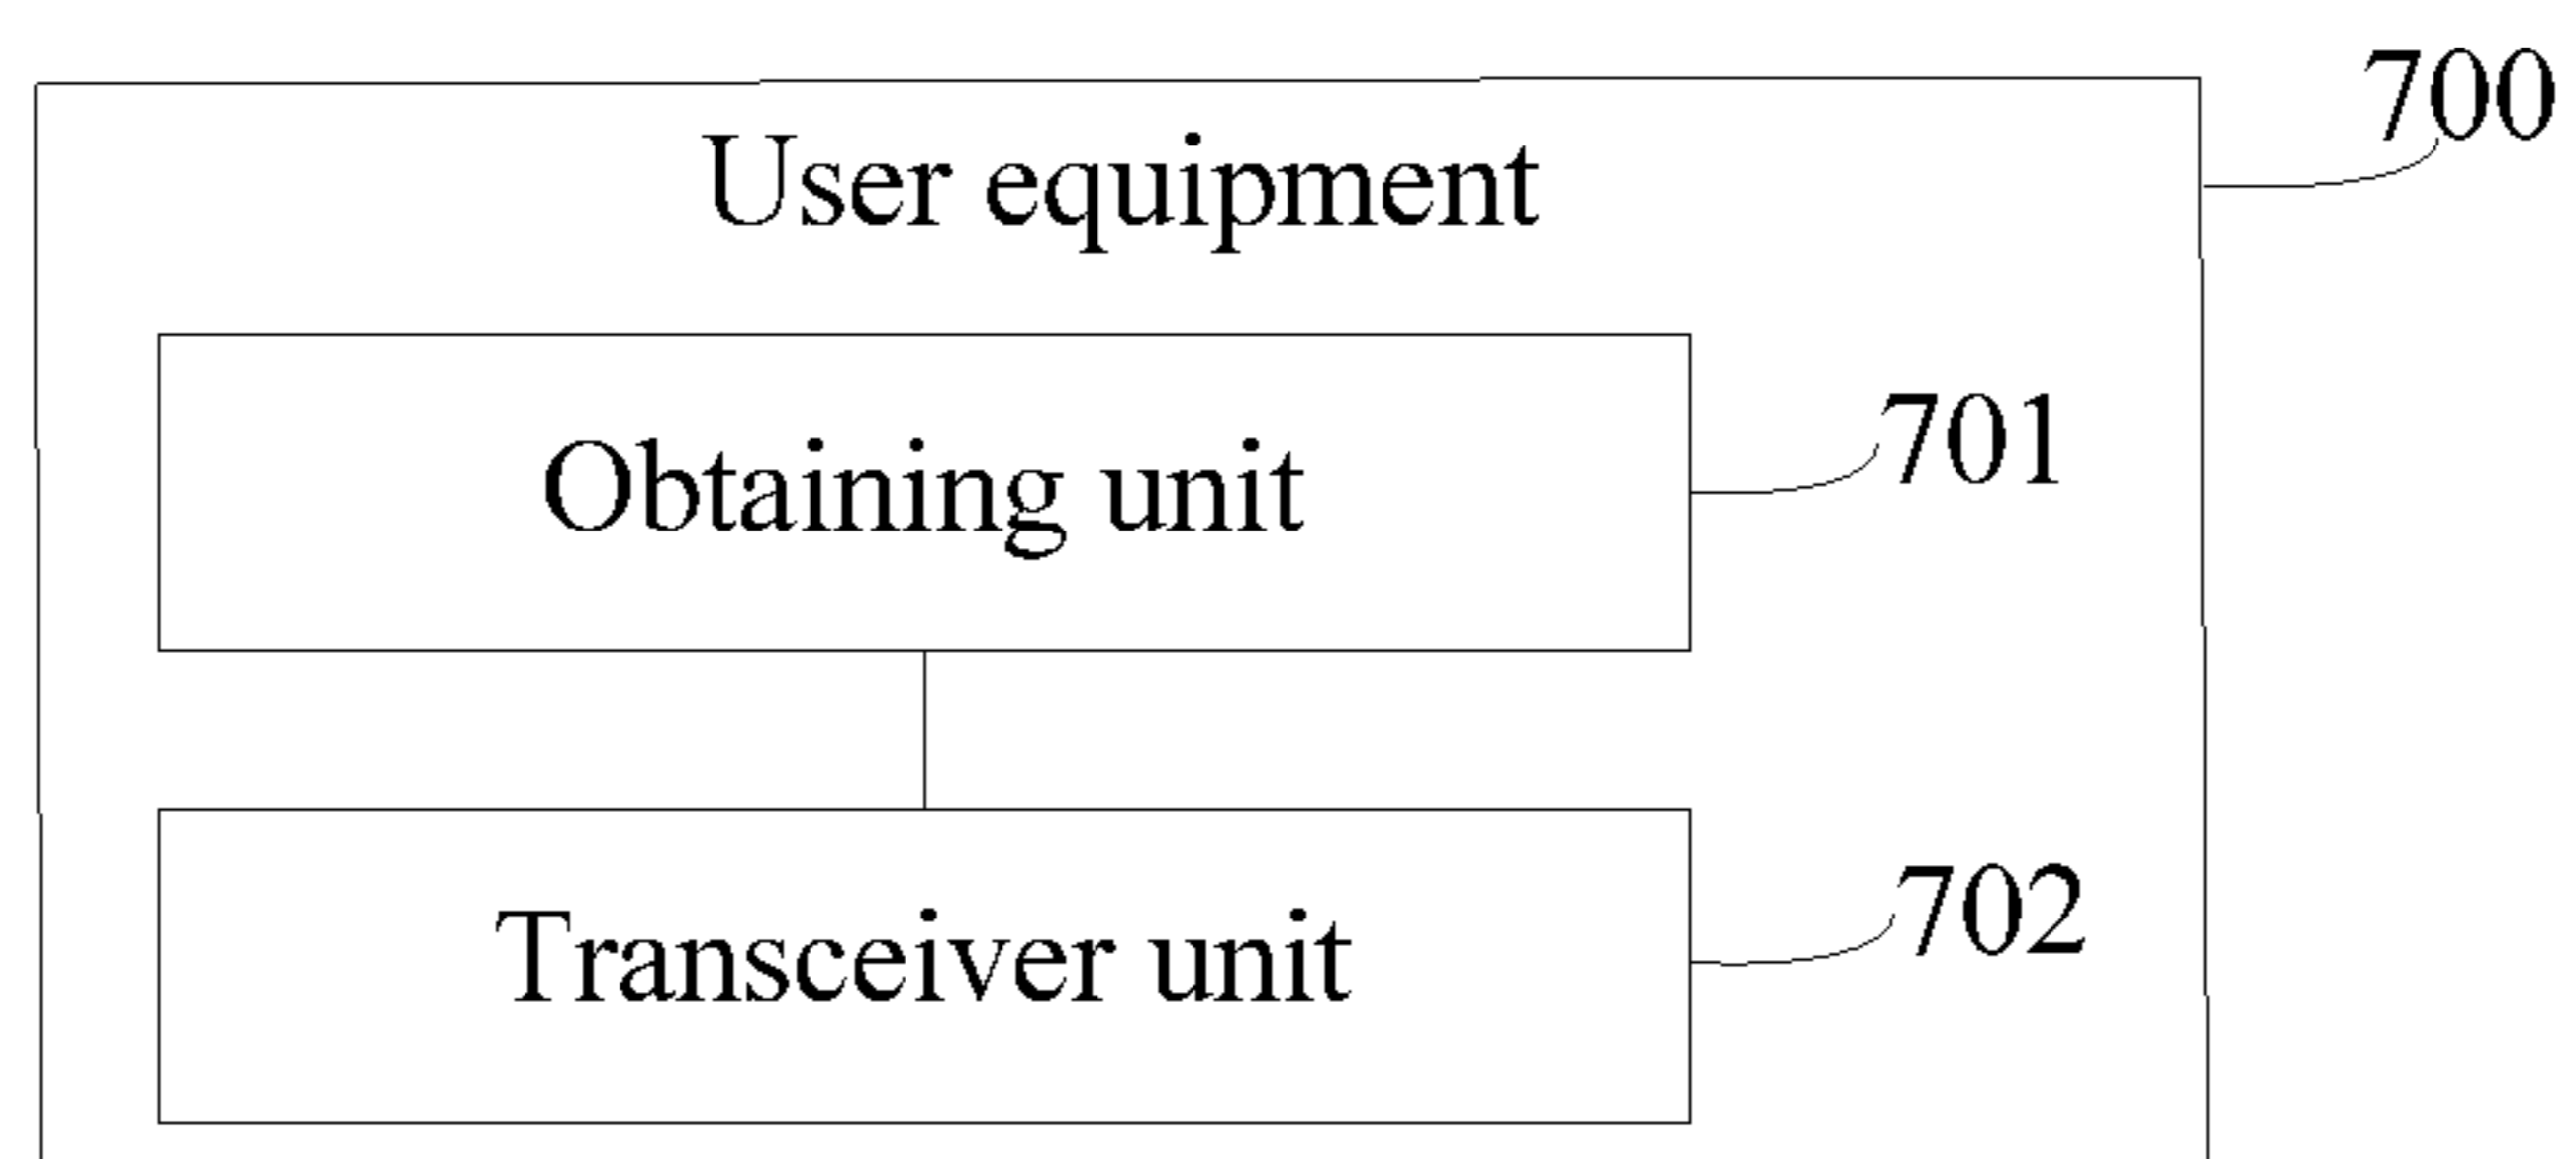 700
User equipment
701
Obtaining unit
702
Transceiver unit